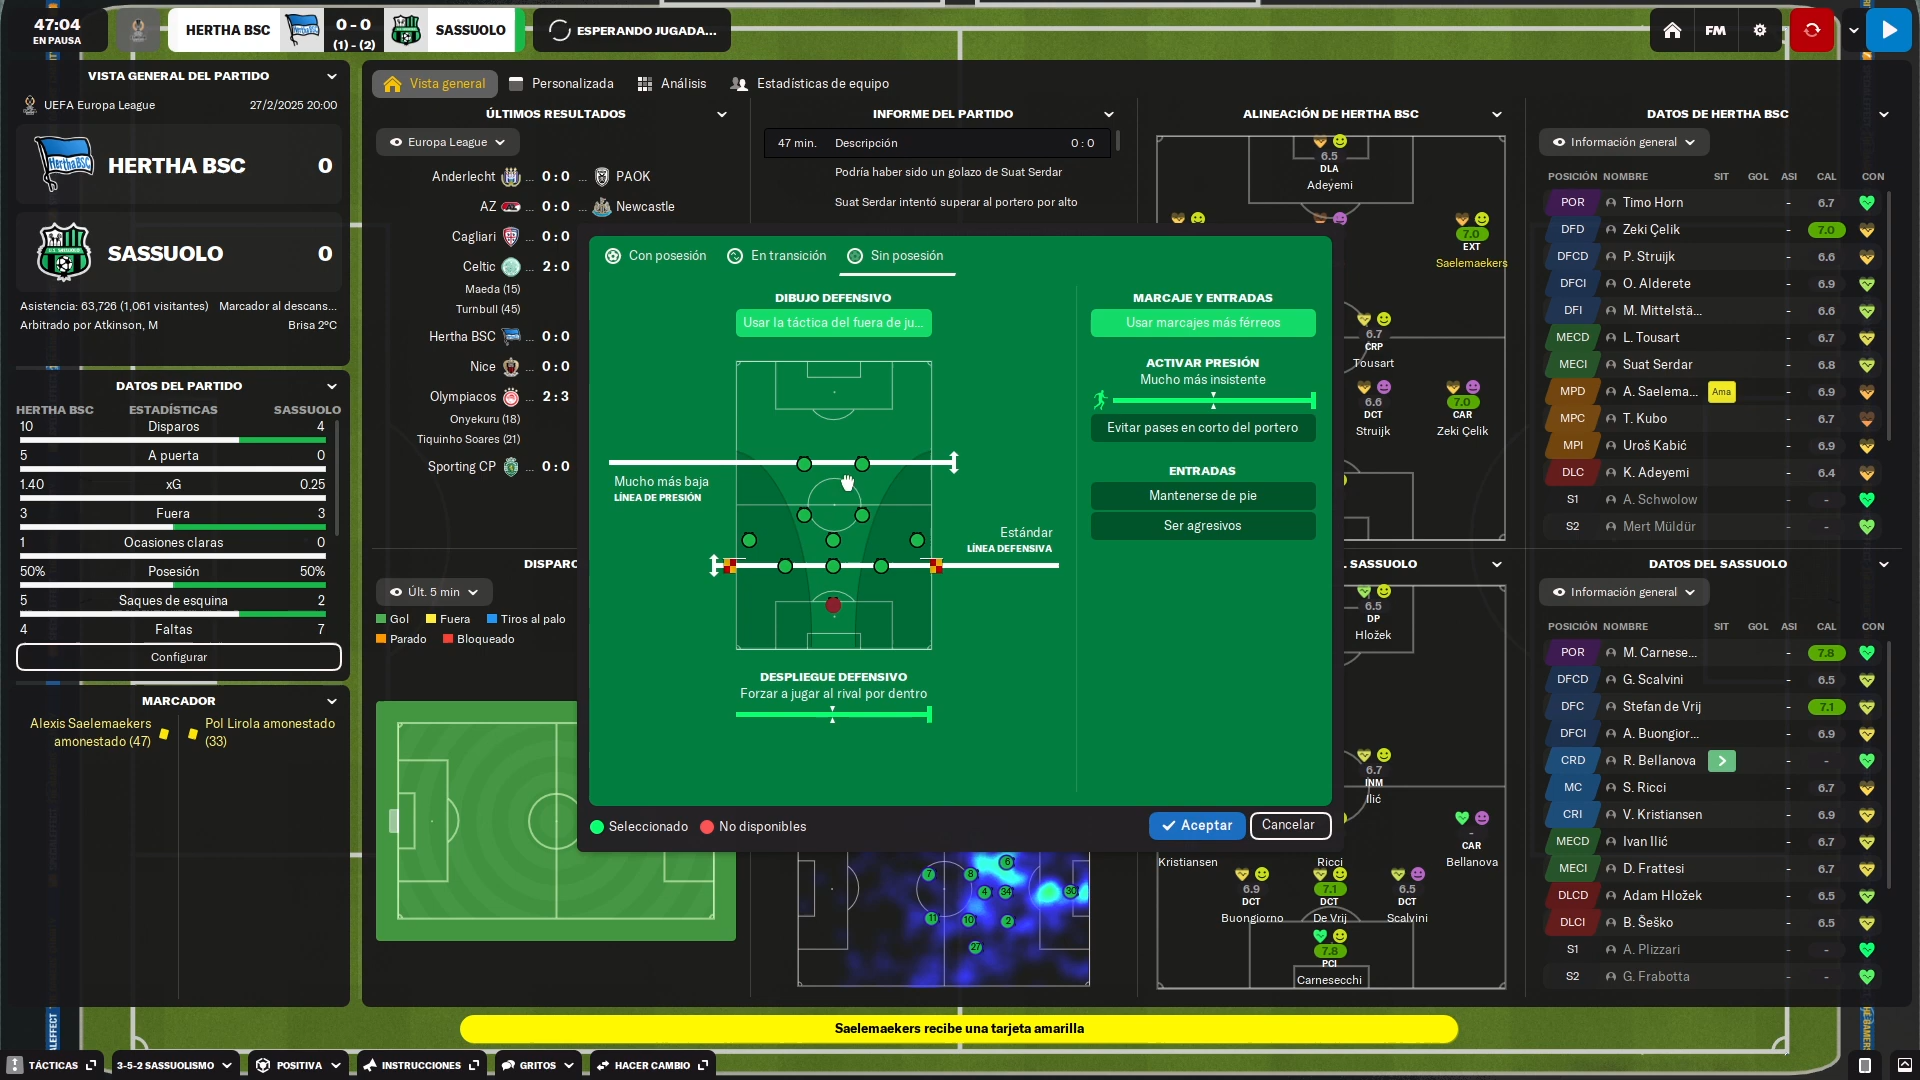 47:04
EN PAUSA
HERTHA BSC
0 - 0
(1) - (2)
SASSUOLO
ESPERANDO JUGADA...
FM
VISTA GENERAL DEL PARTIDO
UEFA Europa League
27/2/2025 20:00
HERTHA BSC
0
SASSUOLO
0
Asistencia: 63,726 (1,061 visitantes)
Marcador al descans...
Arbitrado por Atkinson, M
Brisa 2ºC
DATOS DEL PARTIDO
HERTHA BSC
ESTADÍSTICAS
SASSUOLO
10 Disparos 4
5 A puerta 0
1.40 xG 0.25
3 Fuera 3
1 Ocasiones claras 0
50% Posesión 50%
5 Saques de esquina 2
4 Faltas 7
Configurar
MARCADOR
Alexis Saelemaekers
amonestado (47)
Pol Lirola amonestado
(33)
Vista general
Personalizada
Análisis
Estadísticas de equipo
ÚLTIMOS RESULTADOS
Europa League
Anderlecht ... 0 : 0 ... PAOK
AZ ... 0 : 0 ... Newcastle
Cagliari ... 0 : 0
Celtic ... 2 : 0
Maeda (15)
Turnbull (45)
Hertha BSC ... 0 : 0
Nice ... 0 : 0
Olympiacos ... 2 : 3
Onyekuru (18)
Tiquinho Soares (21)
Sporting CP ... 0 : 0
DISPARO
Últ. 5 min
Gol
Fuera
Tiros al palo
Parado
Bloqueado
INFORME DEL PARTIDO
47 min. Descripción 0 : 0
Podría haber sido un golazo de Suat Serdar
Suat Serdar intentó superar al portero por alto
Con posesión
En transición
Sin posesión
DIBUJO DEFENSIVO
Usar la táctica del fuera de ju...
Mucho más baja
LÍNEA DE PRESIÓN
Estándar
LÍNEA DEFENSIVA
DESPLIEGUE DEFENSIVO
Forzar a jugar al rival por dentro
MARCAJE Y ENTRADAS
Usar marcajes más férreos
ACTIVAR PRESIÓN
Mucho más insistente
Evitar pases en corto del portero
ENTRADAS
Mantenerse de pie
Ser agresivos
Seleccionado
No disponibles
Aceptar
Cancelar
7
8
6
4
34
30
11
10
2
27
ALINEACIÓN DE HERTHA BSC
6.5
DLA
Adeyemi
7.0
EXT
Saelemaekers
6.7
CRP
Tousart
6.6
DCT
Struijk
7.0
CAR
Zeki Çelik
SASSUOLO
6.5
DP
Hložek
6.7
INM
Ilić
-
CAR
Bellanova
Kristiansen
Ricci
6.9
DCT
Buongiorno
7.1
DCT
De Vrij
6.5
DCT
Scalvini
7.8
PCI
Carnesecchi
DATOS DE HERTHA BSC
Información general
POSICIÓN NOMBRE SIT GOL ASI CAL CON
POR Timo Horn - 6.7
DFD Zeki Çelik - 7.0
DFCD P. Struijk - 6.6
DFCI O. Alderete - 6.9
DFI M. Mittelstä... - 6.6
MECD L. Tousart - 6.7
MECI Suat Serdar - 6.8
MPD A. Saelema... Ama - 6.9
MPC T. Kubo - 6.7
MPI Uroš Kabić - 6.9
DLC K. Adeyemi - 6.4
S1 A. Schwolow - -
S2 Mert Müldür - -
DATOS DEL SASSUOLO
Información general
POSICIÓN NOMBRE SIT GOL ASI CAL CON
POR M. Carnese... - 7.8
DFCD G. Scalvini - 6.5
DFC Stefan de Vrij - 7.1
DFCI A. Buongior... - 6.9
CRD R. Bellanova - -
MC S. Ricci - 6.7
CRI V. Kristiansen - 6.9
MECD Ivan Ilić - 6.7
MECI D. Frattesi - 6.7
DLCD Adam Hložek - 6.5
DLCI B. Šeško - 6.5
S1 A. Plizzari - -
S2 G. Frabotta - -
Saelemaekers recibe una tarjeta amarilla
TÁCTICAS
3-5-2 SASSUOLISMO
POSITIVA
INSTRUCCIONES
GRITOS
HACER CAMBIO